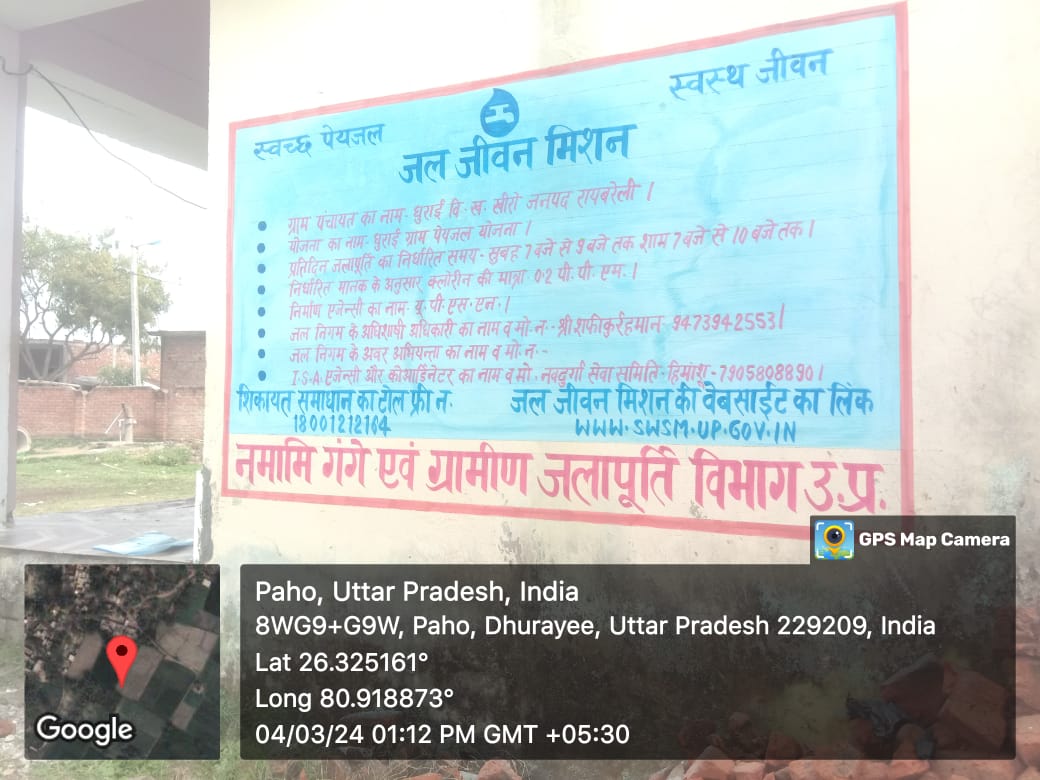 स्वच्छ पेयजल
स्वस्थ जीवन
जल जीवन मिशन
ग्राम पंचायत का नाम- धुराई वि. ख. खीरों जनपद रायबरेली।
योजना का नाम- धुराई ग्राम पेयजल योजना।
प्रतिदिन जलापूर्ति का निर्धारित समय- सुबह 7 बजे से 9 बजे तक शाम 7 बजे से 10 बजे तक।
निर्धारित मानक के अनुसार क्लोरीन की मात्रा 0.2 पी. पी. एम.।
निर्माण एजेन्सी का नाम- यू. पी. एस. एन.।
जल निगम के अधिशाषी अधिकारी का नाम व मो. न.- श्री शफीकुर्रहमान- 9473942553।
जल निगम के अवर अभियन्ता का नाम व मो. न.-
I.S.A. एजेन्सी और कोआर्डिनेटर का नाम व मो. नवदुर्गा सेवा समिति- हिमांशु- 7905808890।
शिकायत समाधान का टोल फ्री न.
18001212164
जल जीवन मिशन की वेबसाईट का लिंक
WWW.SWSM.UP.GOV.IN
नमामि गंगे एवं ग्रामीण जलापूर्ति विभाग उ.प्र.
GPS Map Camera
Paho, Uttar Pradesh, India
8WG9+G9W, Paho, Dhurayee, Uttar Pradesh 229209, India
Lat 26.325161°
Long 80.918873°
04/03/24 01:12 PM GMT +05:30
Google